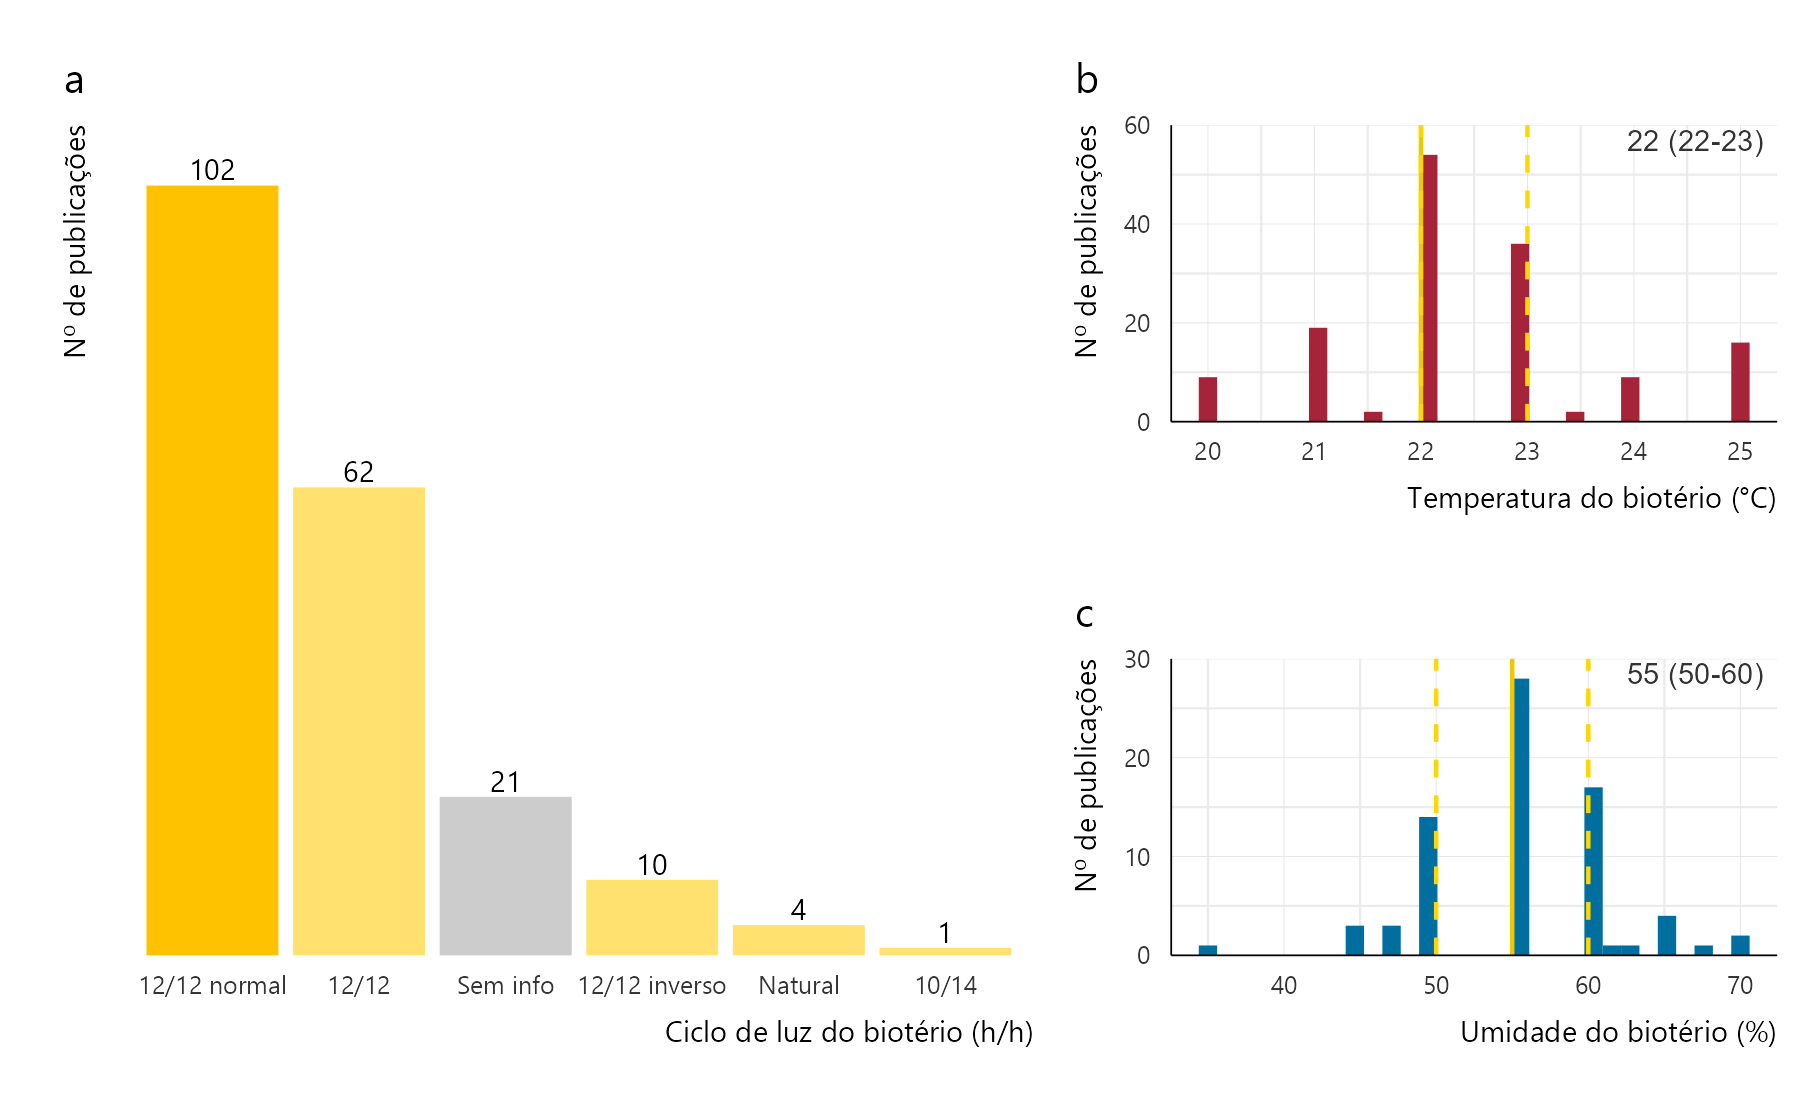 a
Nº de publicações
102
62
21
10
4
1
12/12 normal
12/12
Sem info
12/12 inverso
Natural
10/14
Ciclo de luz do biotério (h/h)
b
Nº de publicações
60
40
20
0
22 (22-23)
20
21
22
23
24
25
Temperatura do biotério (°C)
c
Nº de publicações
30
20
10
0
55 (50-60)
40
50
60
70
Umidade do biotério (%)